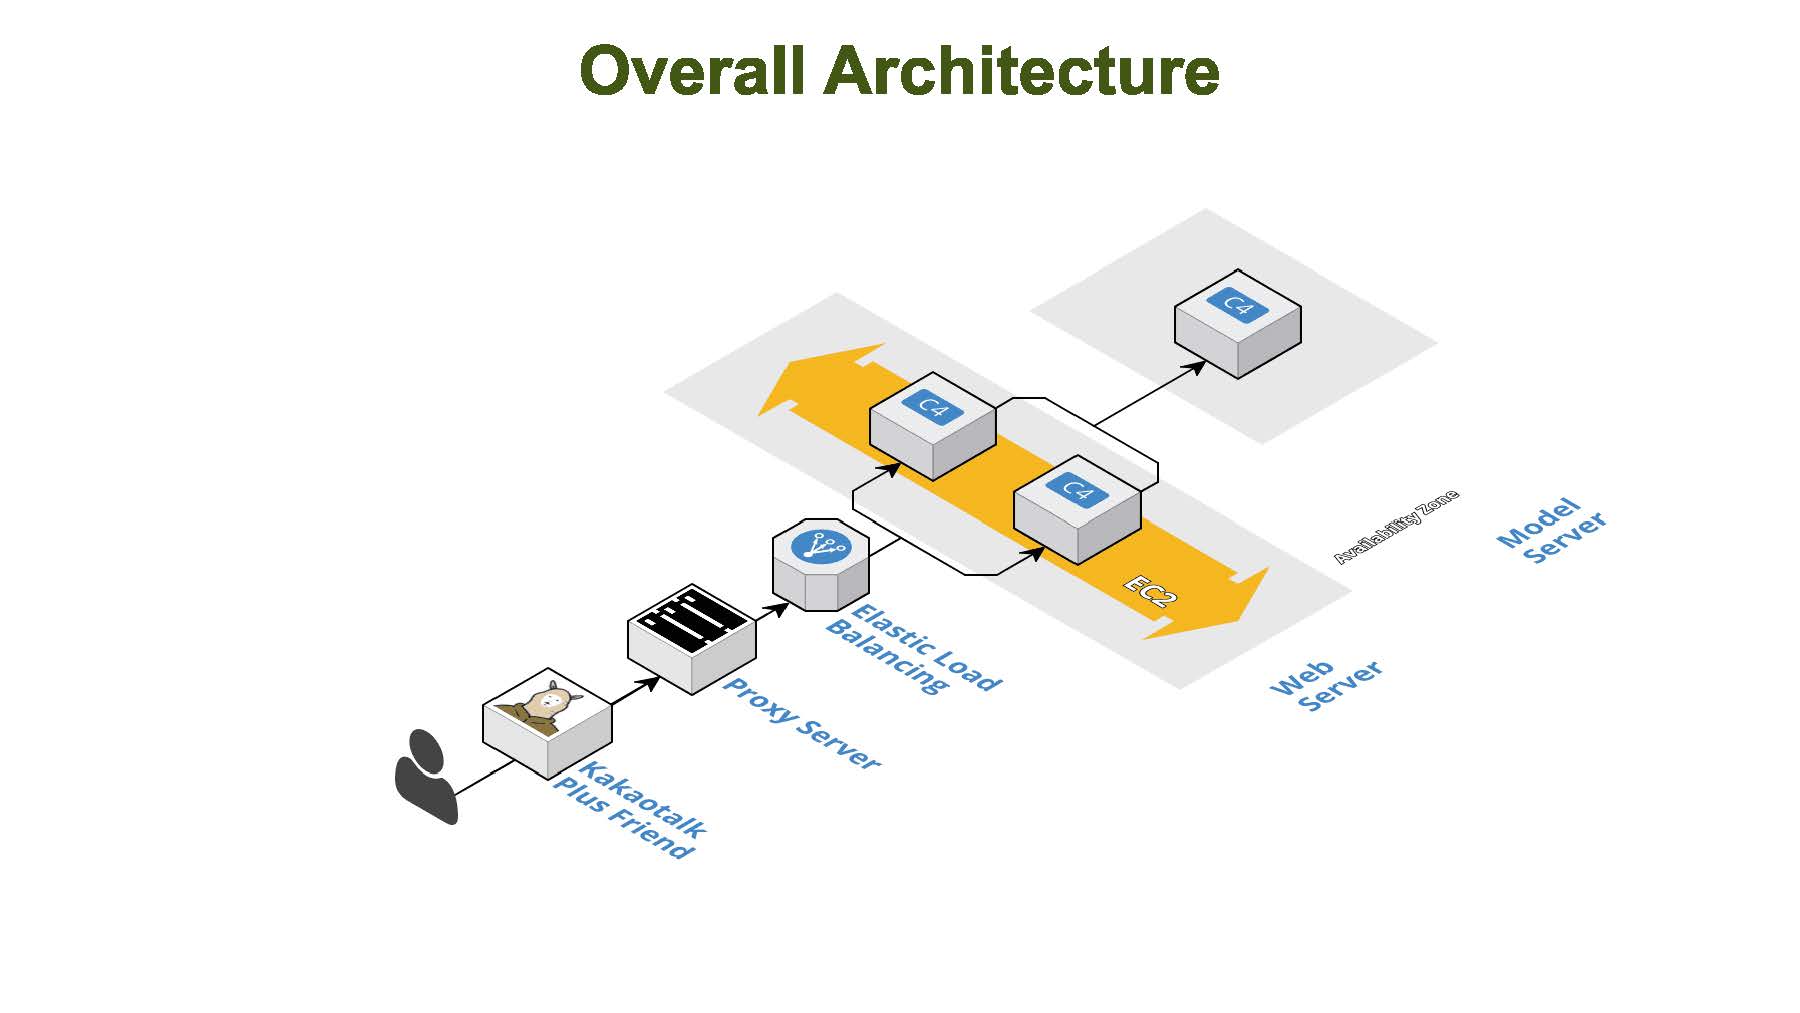 Overall Architecture
C4
C4
C4
EC2
Availability Zone
Model
Server
Web
Server
Elastic Load
Balancing
Proxy Server
Kakaotalk
Plus Friend